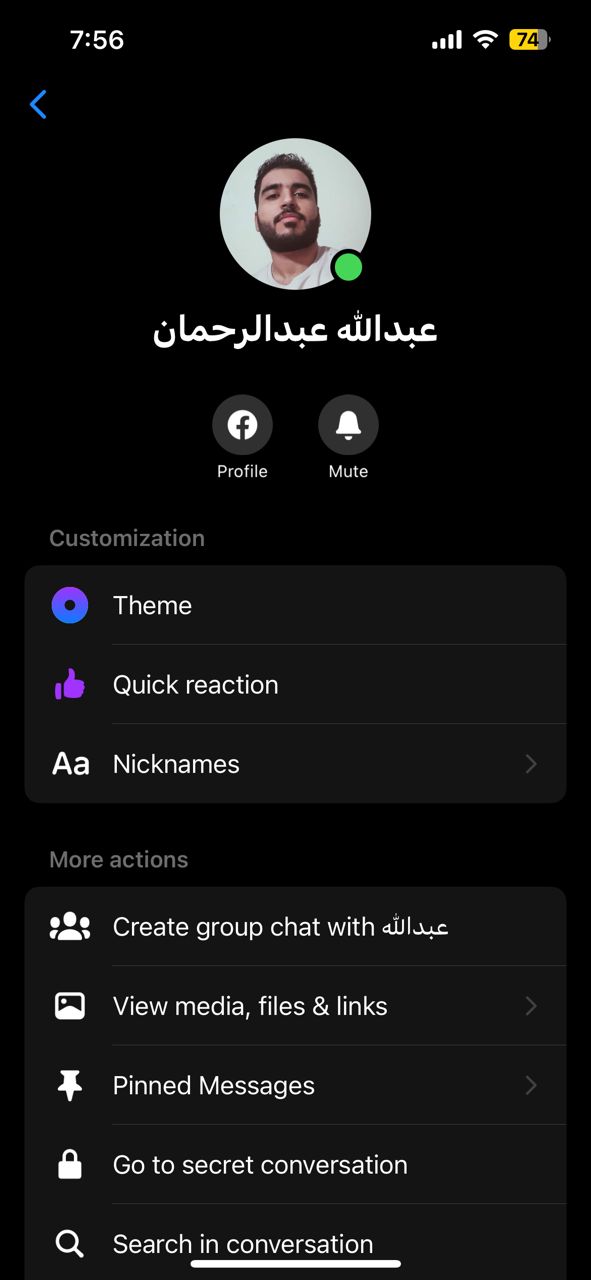 7:56
74
عبدالله عبدالرحمان
Profile
Mute
Customization
Theme
Quick reaction
Aa Nicknames
More actions
Create group chat with عبدالله
View media, files & links
Pinned Messages
Go to secret conversation
Search in conversation